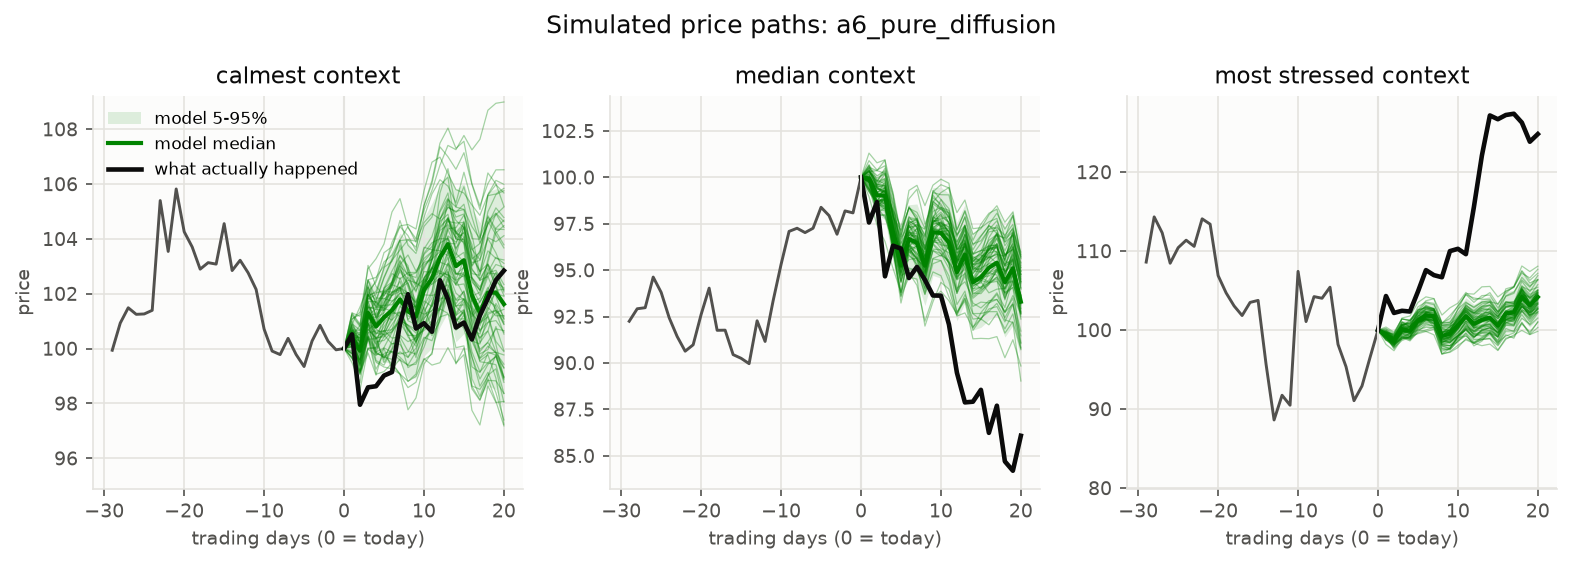 Simulated price paths: a6_pure_diffusion
calmest context
median context
most stressed context
model 5-95%
model median
what actually happened
price
108
106
104
102
100
98
96
−30
−20
−10
0
10
20
trading days (0 = today)
price
102.5
100.0
97.5
95.0
92.5
90.0
87.5
85.0
−30
−20
−10
0
10
20
trading days (0 = today)
price
120
110
100
90
80
−30
−20
−10
0
10
20
trading days (0 = today)